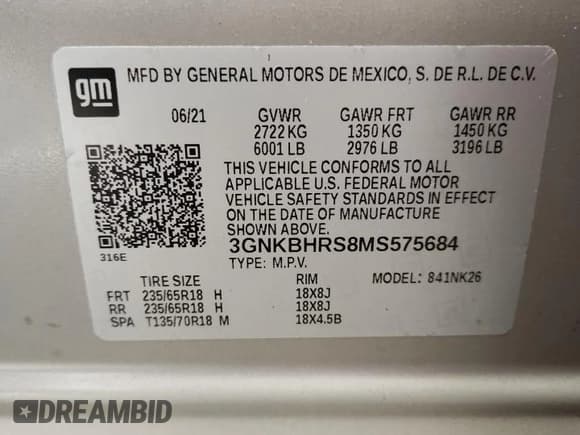 gm
MFD BY GENERAL MOTORS DE MEXICO, S. DE R.L. DE C.V.
06/21 GVWR GAWR FRT GAWR RR
2722 KG 1350 KG 1450 KG
6001 LB 2976 LB 3196 LB
THIS VEHICLE CONFORMS TO ALL
APPLICABLE U.S. FEDERAL MOTOR
VEHICLE SAFETY STANDARDS IN EFFECT
ON THE DATE OF MANUFACTURE
SHOWN ABOVE.
316E
3GNKBHRS8MS575684
TYPE: M.P.V.
TIRE SIZE RIM MODEL: 841NK26
FRT 235/65R18 H 18X8J
RR 235/65R18 H 18X8J
SPA T135/70R18 M 18X4.5B
DREAMBID